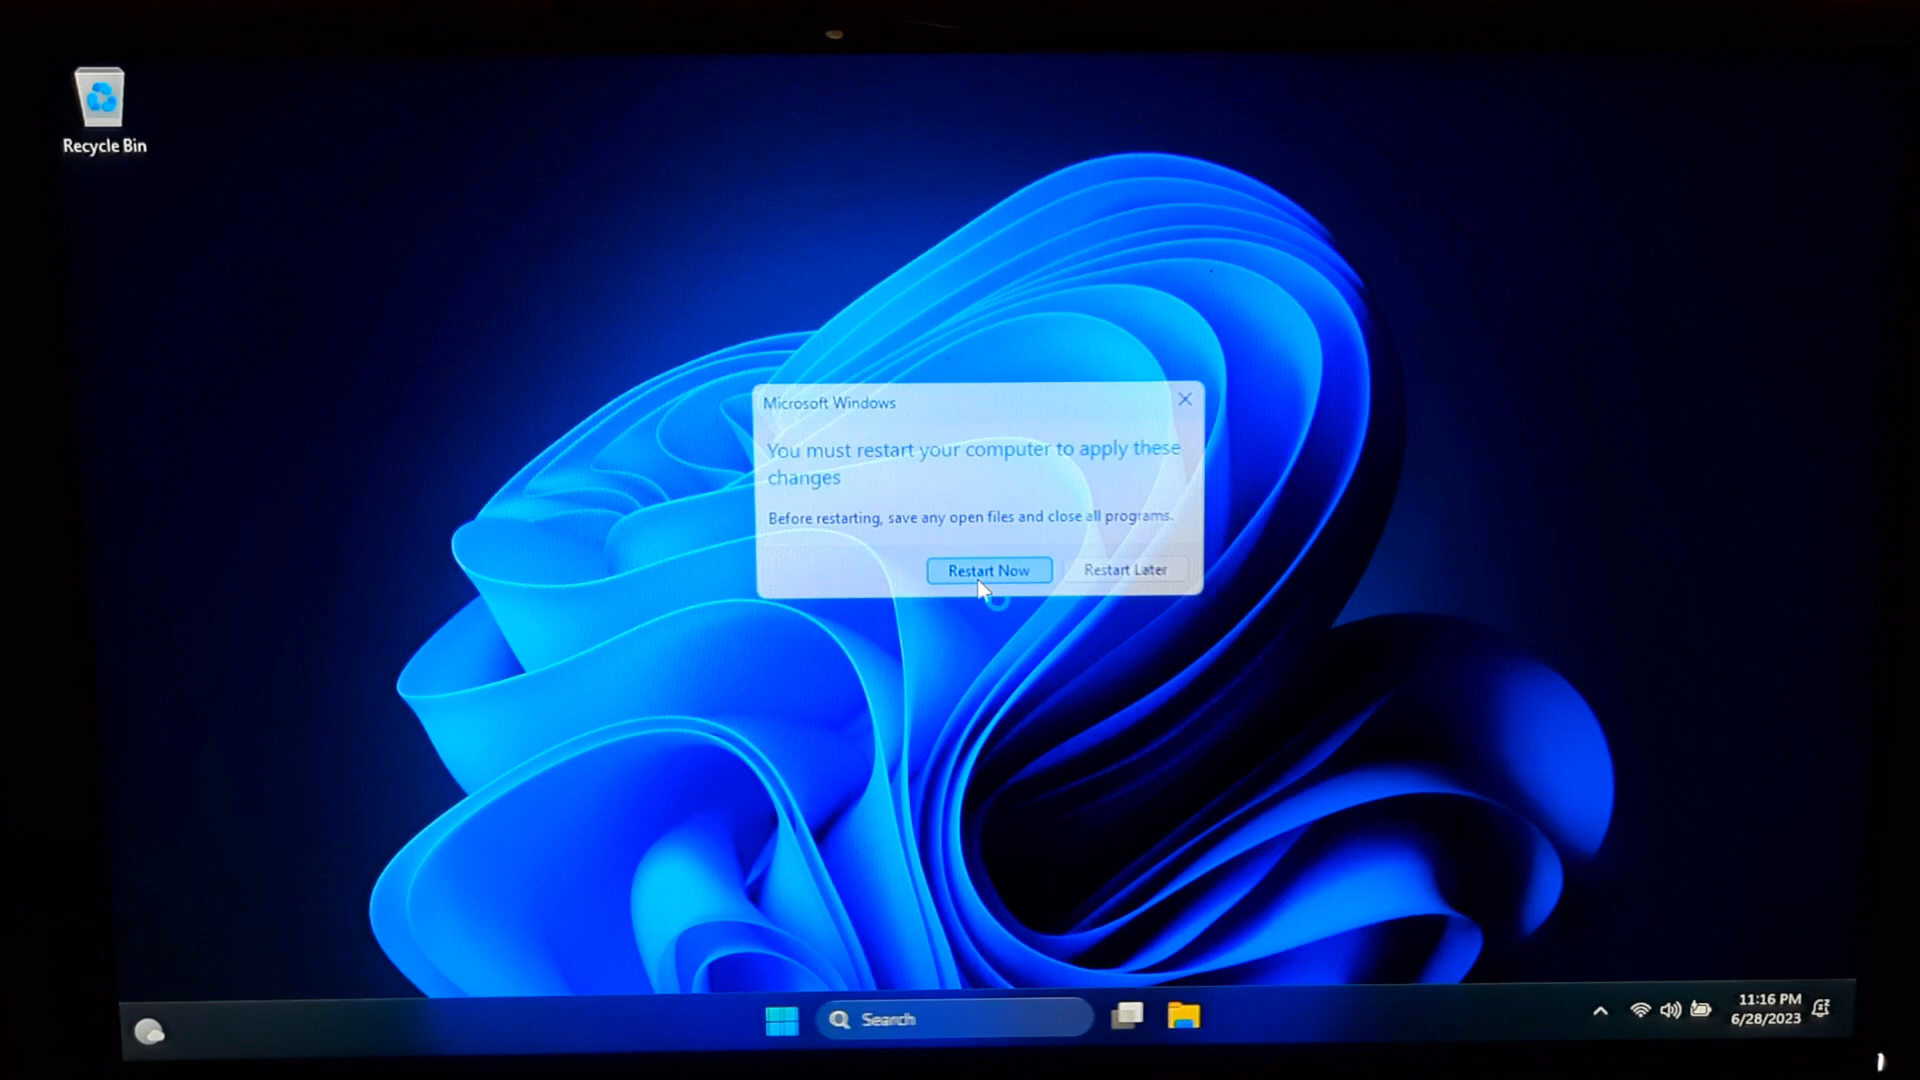 Recycle Bin
Microsoft Windows
You must restart your computer to apply these
changes
Before restarting, save any open files and close all programs.
Restart Now
Restart Later
Search
11:16 PM
6/28/2023